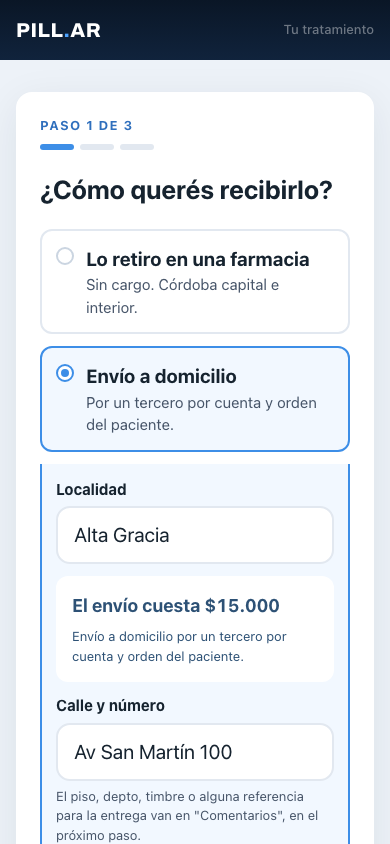 PILL.AR
Tu tratamiento
PASO 1 DE 3
¿Cómo querés recibirlo?
Lo retiro en una farmacia
Sin cargo. Córdoba capital e
interior.
Envío a domicilio
Por un tercero por cuenta y orden
del paciente.
Localidad
Alta Gracia
El envío cuesta $15.000
Envío a domicilio por un tercero por
cuenta y orden del paciente.
Calle y número
Av San Martín 100
El piso, depto, timbre o alguna referencia
para la entrega van en "Comentarios", en el
próximo paso.